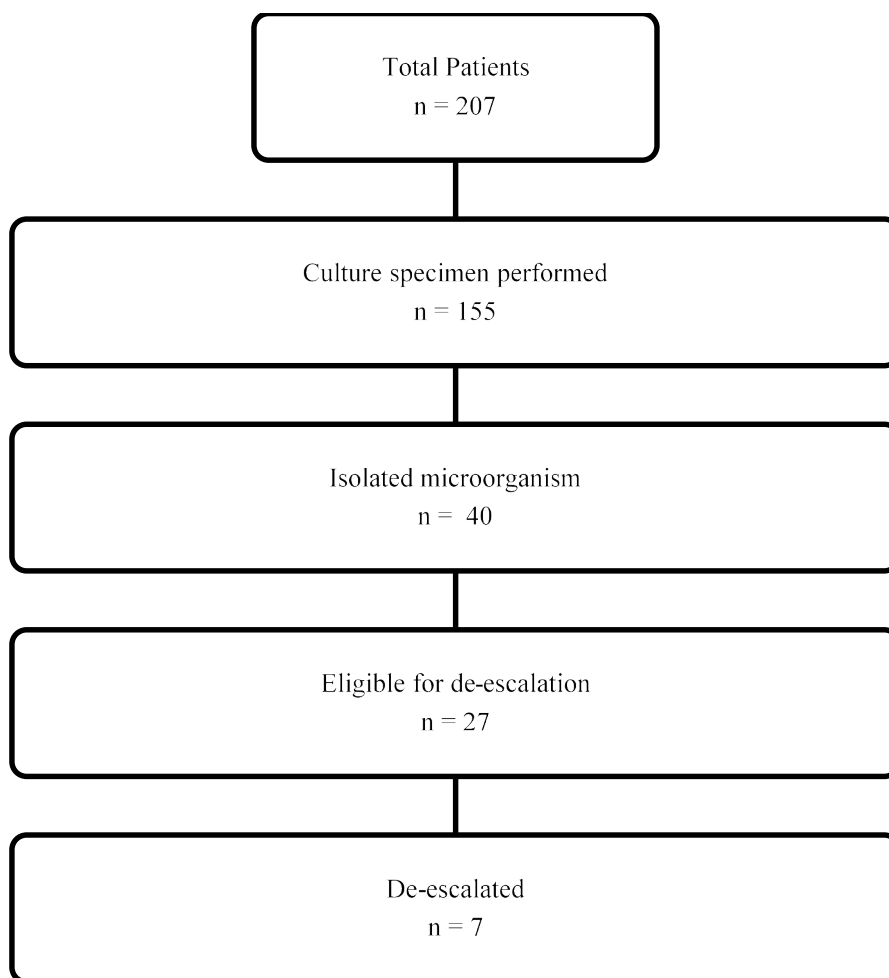 Total Patients
n = 207
Culture specimen performed
n = 155
Isolated microorganism
n = 40
Eligible for de-escalation
n = 27
De-escalated
n = 7